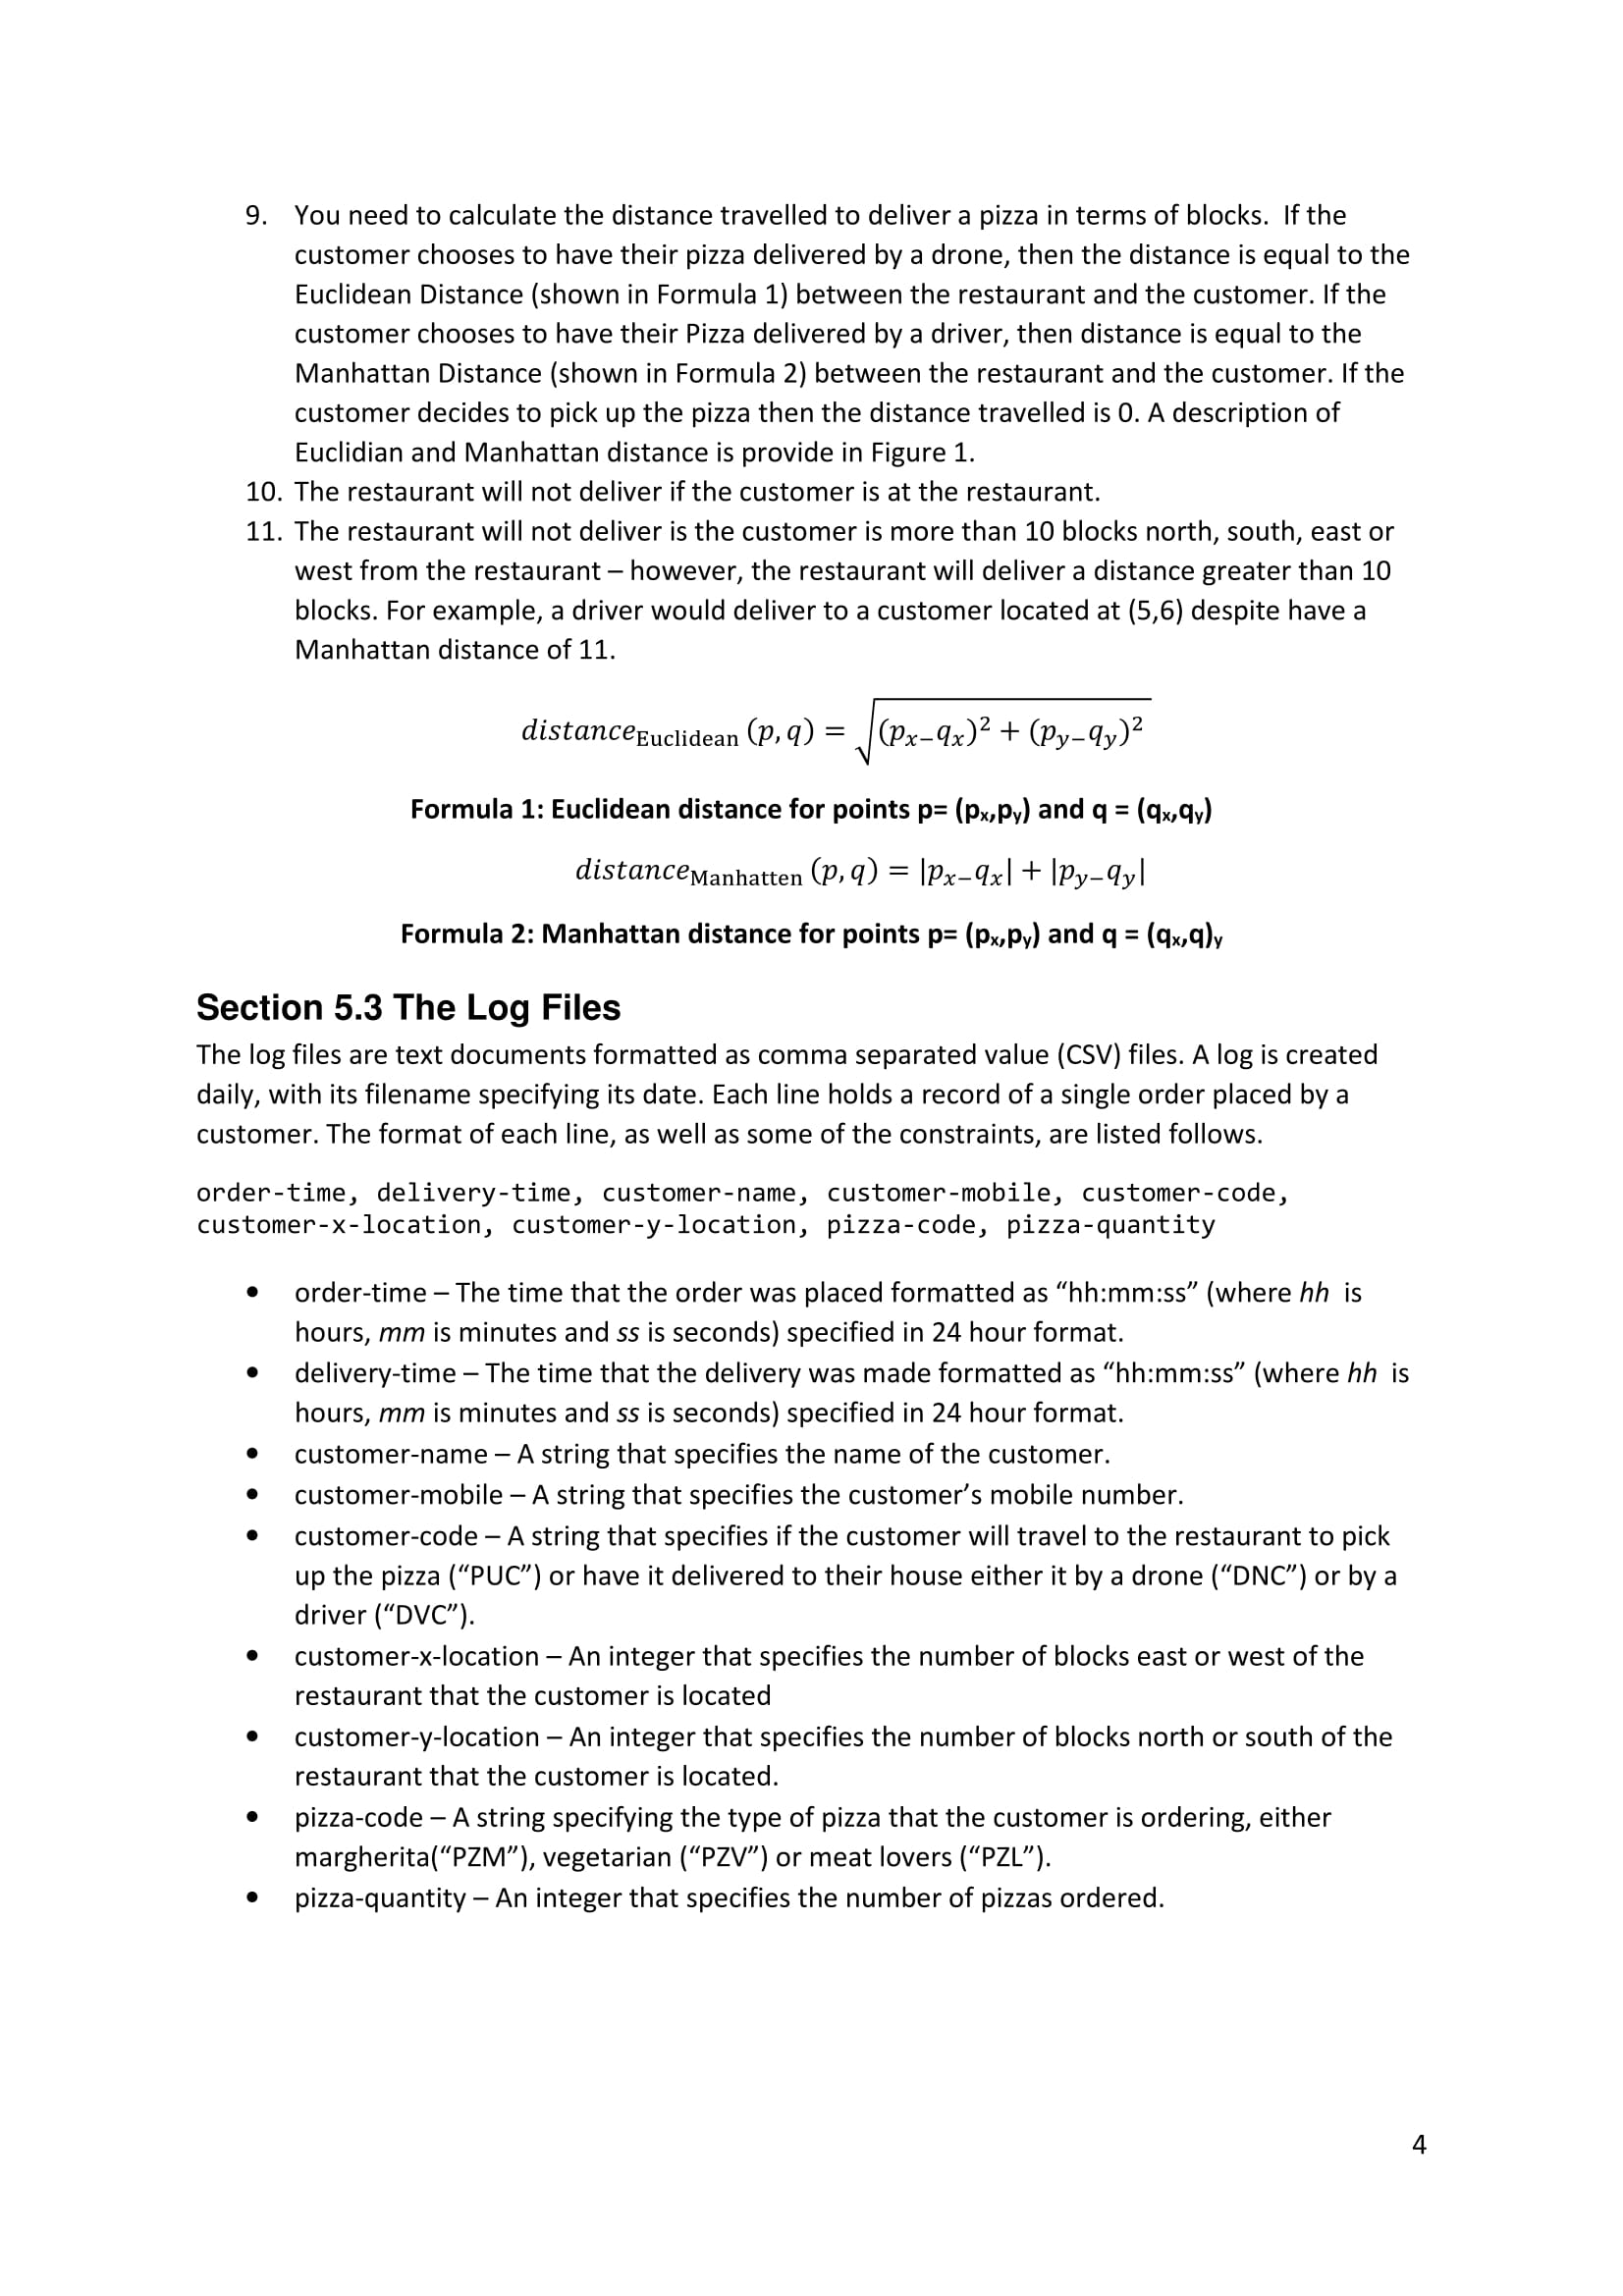 9. You need to calculate the distance travelled to deliver a pizza in terms of blocks.  If the
customer chooses to have their pizza delivered by a drone, then the distance is equal to the
Euclidean Distance (shown in Formula 1) between the restaurant and the customer. If the
customer chooses to have their Pizza delivered by a driver, then distance is equal to the
Manhattan Distance (shown in Formula 2) between the restaurant and the customer. If the
customer decides to pick up the pizza then the distance travelled is 0. A description of
Euclidian and Manhattan distance is provide in Figure 1.
10. The restaurant will not deliver if the customer is at the restaurant.
11. The restaurant will not deliver is the customer is more than 10 blocks north, south, east or
west from the restaurant – however, the restaurant will deliver a distance greater than 10
blocks. For example, a driver would deliver to a customer located at (5,6) despite have a
Manhattan distance of 11.
distance_Euclidean (p, q) = √((p_x−q_x)² + (p_y−q_y)²)
Formula 1: Euclidean distance for points p= (pₓ,p_y) and q = (qₓ,q_y)
distance_Manhatten (p, q) = |p_x−q_x| + |p_y−q_y|
Formula 2: Manhattan distance for points p= (pₓ,p_y) and q = (qₓ,q)_y
Section 5.3 The Log Files
The log files are text documents formatted as comma separated value (CSV) files. A log is created
daily, with its filename specifying its date. Each line holds a record of a single order placed by a
customer. The format of each line, as well as some of the constraints, are listed follows.
order-time, delivery-time, customer-name, customer-mobile, customer-code,
customer-x-location, customer-y-location, pizza-code, pizza-quantity
• order-time – The time that the order was placed formatted as “hh:mm:ss” (where hh  is
hours, mm is minutes and ss is seconds) specified in 24 hour format.
• delivery-time – The time that the delivery was made formatted as “hh:mm:ss” (where hh  is
hours, mm is minutes and ss is seconds) specified in 24 hour format.
• customer-name – A string that specifies the name of the customer.
• customer-mobile – A string that specifies the customer’s mobile number.
• customer-code – A string that specifies if the customer will travel to the restaurant to pick
up the pizza (“PUC”) or have it delivered to their house either it by a drone (“DNC”) or by a
driver (“DVC”).
• customer-x-location – An integer that specifies the number of blocks east or west of the
restaurant that the customer is located
• customer-y-location – An integer that specifies the number of blocks north or south of the
restaurant that the customer is located.
• pizza-code – A string specifying the type of pizza that the customer is ordering, either
margherita(“PZM”), vegetarian (“PZV”) or meat lovers (“PZL”).
• pizza-quantity – An integer that specifies the number of pizzas ordered.
4